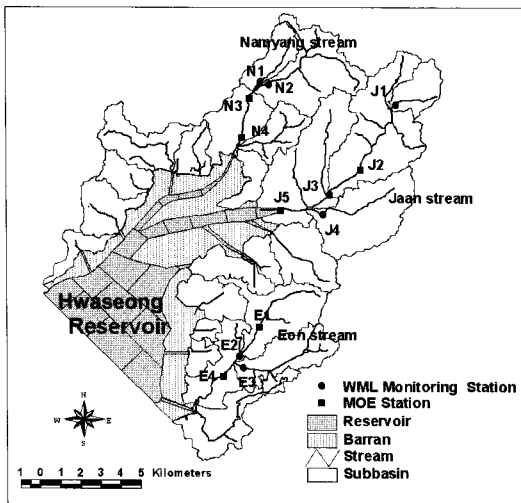 Namyang stream
N1
N2
J1
N3
N4
J2
J3
J5
Jaan stream
J4
Hwaseong
Reservoir
E1
Eon stream
E2
E3
E4
WML Monitoring Station
MOE Station
Reservoir
Barran
Stream
Subbasin
N
W E
S
1 0 1 2 3 4 5 Kilometers